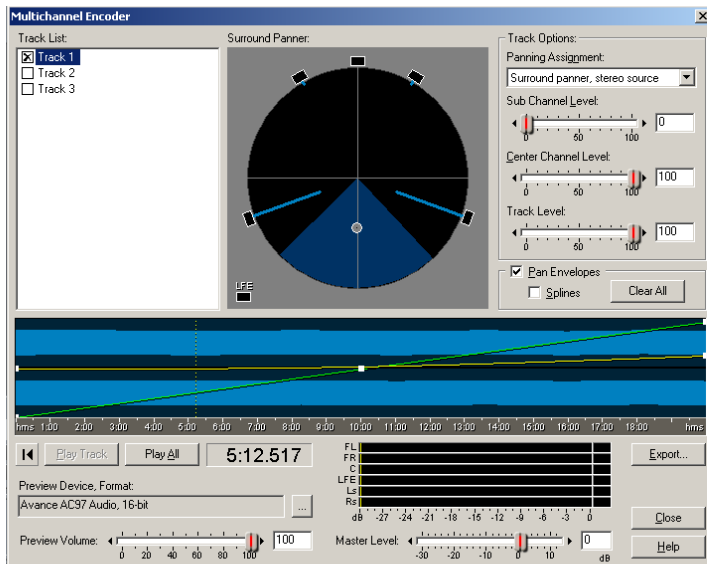 Multichannel Encoder
Track List:
Track 1
Track 2
Track 3
Surround Panner:
LFE
Track Options:
Panning Assignment:
Surround panner, stereo source
Sub Channel Level:
0
0 50 100
Center Channel Level:
100
0 50 100
Track Level:
100
0 50 100
Pan Envelopes
Splines
Clear All
hms 1:00 2:00 3:00 4:00 5:00 6:00 7:00 8:00 9:00 10:00 11:00 12:00 13:00 14:00 15:00 16:00 17:00 18:00 hms
Play Track
Play All
5:12.517
FL
FR
C
LFE
Ls
Rs
dB -27 -24 -21 -18 -15 -12 -9 -6 -3 0
Export...
Preview Device, Format:
Avance AC97 Audio, 16-bit
...
Close
Preview Volume:
100
0 20 40 60 80 100
Master Level:
0
-30 -20 -10 0 10 dB
Help